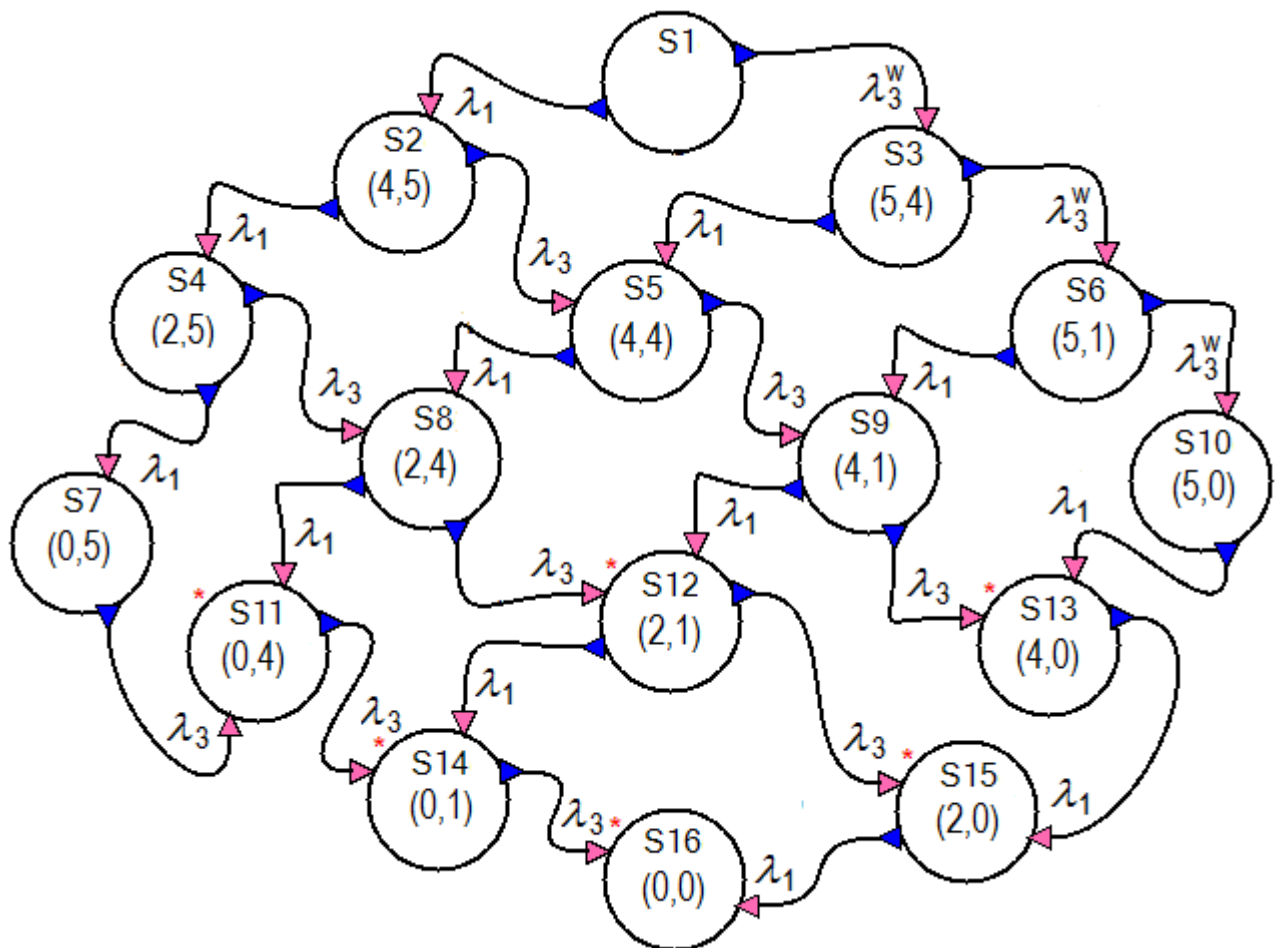 S1
λ₁
λ₃ᵂ
S2
(4,5)
S3
(5,4)
λ₁
λ₃
λ₁
λ₃ᵂ
S4
(2,5)
S5
(4,4)
S6
(5,1)
λ₁
λ₃
λ₁
λ₃
λ₁
λ₃ᵂ
S7
(0,5)
S8
(2,4)
S9
(4,1)
S10
(5,0)
λ₃
λ₁
λ₃
*
λ₁
λ₃
*
λ₁
*
S11
(0,4)
S12
(2,1)
S13
(4,0)
λ₃
*
λ₁
λ₃
*
λ₁
S14
(0,1)
S15
(2,0)
λ₃
*
λ₁
S16
(0,0)